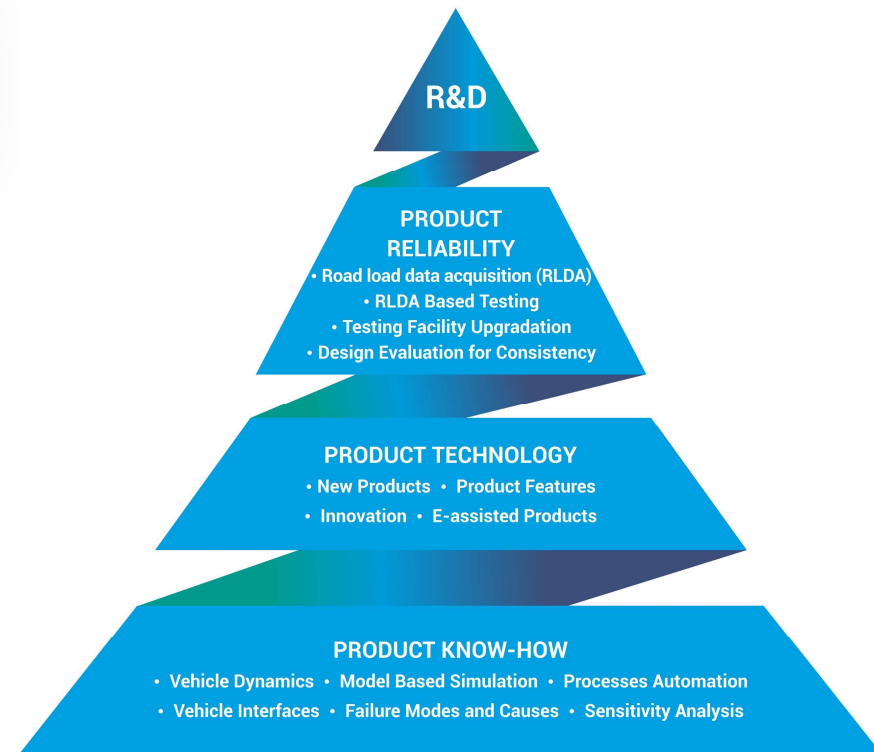 R&D
PRODUCT
RELIABILITY
• Road load data acquisition (RLDA)
• RLDA Based Testing
• Testing Facility Upgradation
• Design Evaluation for Consistency
PRODUCT TECHNOLOGY
• New Products • Product Features
• Innovation • E-assisted Products
PRODUCT KNOW-HOW
• Vehicle Dynamics • Model Based Simulation • Processes Automation
• Vehicle Interfaces • Failure Modes and Causes • Sensitivity Analysis